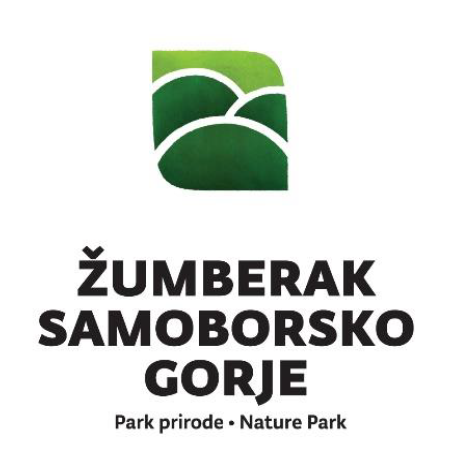 ŽUMBERAK
SAMOBORSKO
GORJE
Park prirode • Nature Park